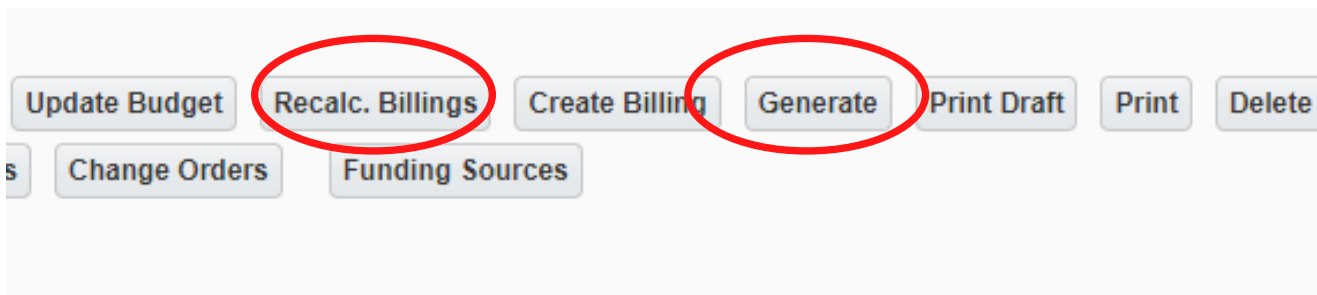 Update Budget Recalc. Billings Create Billing Generate Print Draft Print Delete
s Change Orders Funding Sources